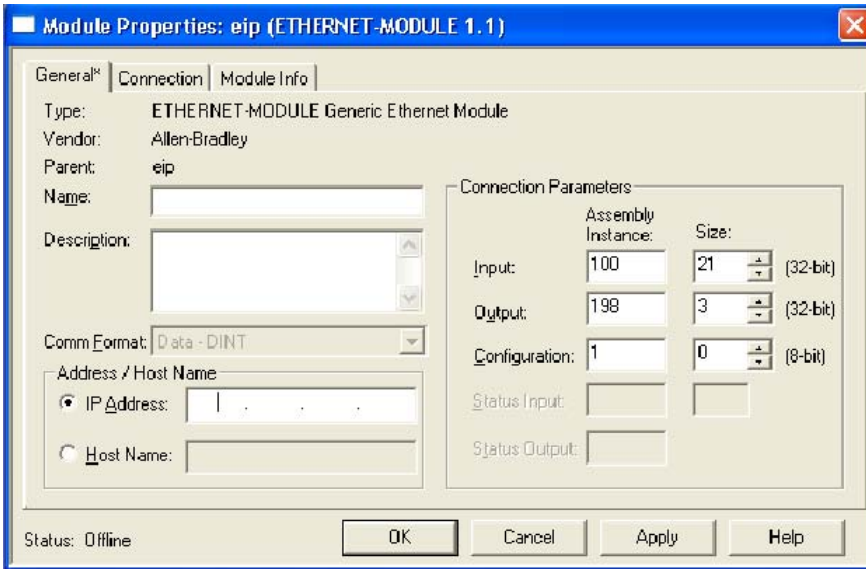 Module Properties: eip (ETHERNET-MODULE 1.1)
General* Connection Module Info
Type: ETHERNET-MODULE Generic Ethernet Module
Vendor: Allen-Bradley
Parent: eip
Name:
Description:
Comm Format: Data - DINT
Address / Host Name
IP Address: . . .
Host Name:
Connection Parameters
Assembly
Instance: Size:
Input: 100 21 (32-bit)
Output: 198 3 (32-bit)
Configuration: 1 0 (8-bit)
Status Input:
Status Output:
Status: Offline OK Cancel Apply Help